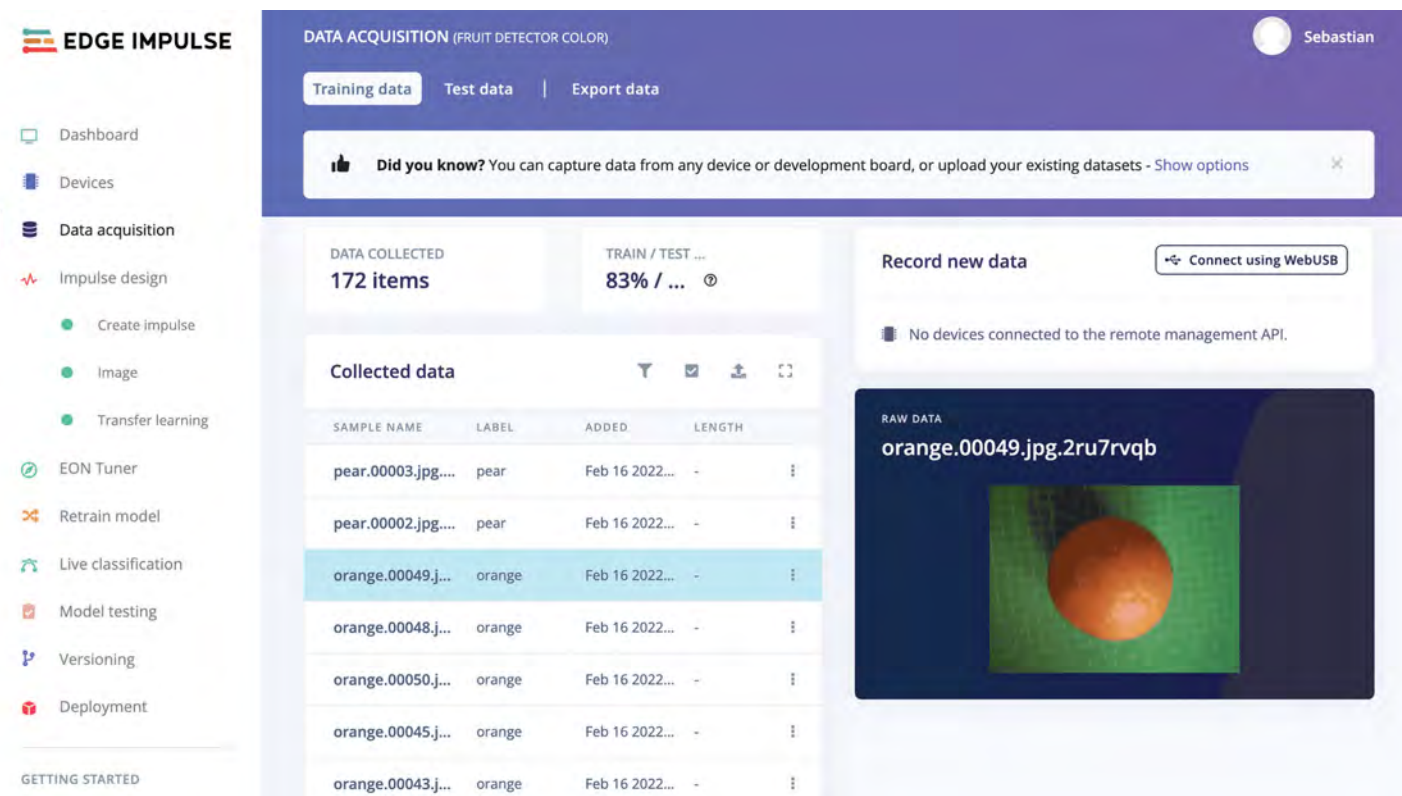 EDGE IMPULSE
Dashboard
Devices
Data acquisition
Impulse design
Create impulse
Image
Transfer learning
EON Tuner
Retrain model
Live classification
Model testing
Versioning
Deployment
GETTING STARTED
DATA ACQUISITION (FRUIT DETECTOR COLOR)
Sebastian
Training data Test data | Export data
Did you know? You can capture data from any device or development board, or upload your existing datasets - Show options
DATA COLLECTED
172 items
TRAIN / TEST ...
83% / ...
Collected data
SAMPLE NAME LABEL ADDED LENGTH
pear.00003.jpg.... pear Feb 16 2022... -
pear.00002.jpg.... pear Feb 16 2022... -
orange.00049.j... orange Feb 16 2022... -
orange.00048.j... orange Feb 16 2022... -
orange.00050.j... orange Feb 16 2022... -
orange.00045.j... orange Feb 16 2022... -
orange.00043.j... orange Feb 16 2022... -
Record new data
Connect using WebUSB
No devices connected to the remote management API.
RAW DATA
orange.00049.jpg.2ru7rvqb